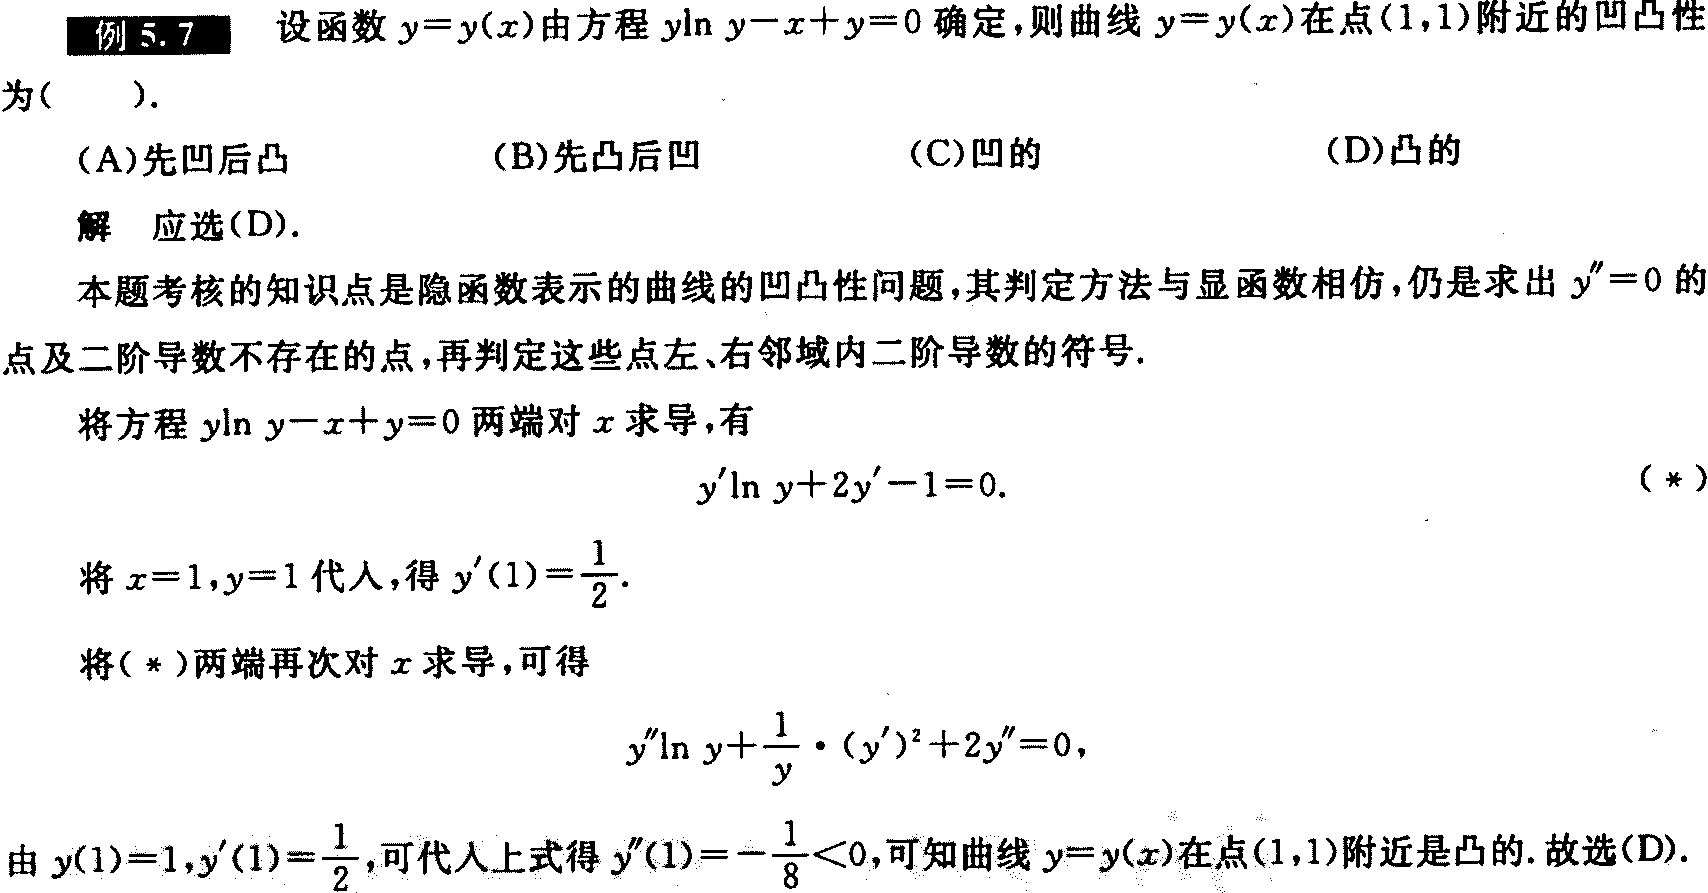 例 5.7 设函数 y=y(x)由方程 yln y-x+y=0 确定,则曲线 y=y(x)在点(1,1)附近的凹凸性
为(  ).
(A)先凹后凸 (B)先凸后凹 (C)凹的 (D)凸的
解 应选(D).
本题考核的知识点是隐函数表示的曲线的凹凸性问题,其判定方法与显函数相仿,仍是求出 y″=0 的
点及二阶导数不存在的点,再判定这些点左、右邻域内二阶导数的符号.
将方程 yln y-x+y=0 两端对 x 求导,有
y′ln y+2y′-1=0. (*)
将 x=1,y=1 代入,得 y′(1)=1/2.
将(*)两端再次对 x 求导,可得
y″ln y+1/y·(y′)²+2y″=0,
由 y(1)=1,y′(1)=1/2,可代入上式得 y″(1)=-1/8<0,可知曲线 y=y(x)在点(1,1)附近是凸的.故选(D).